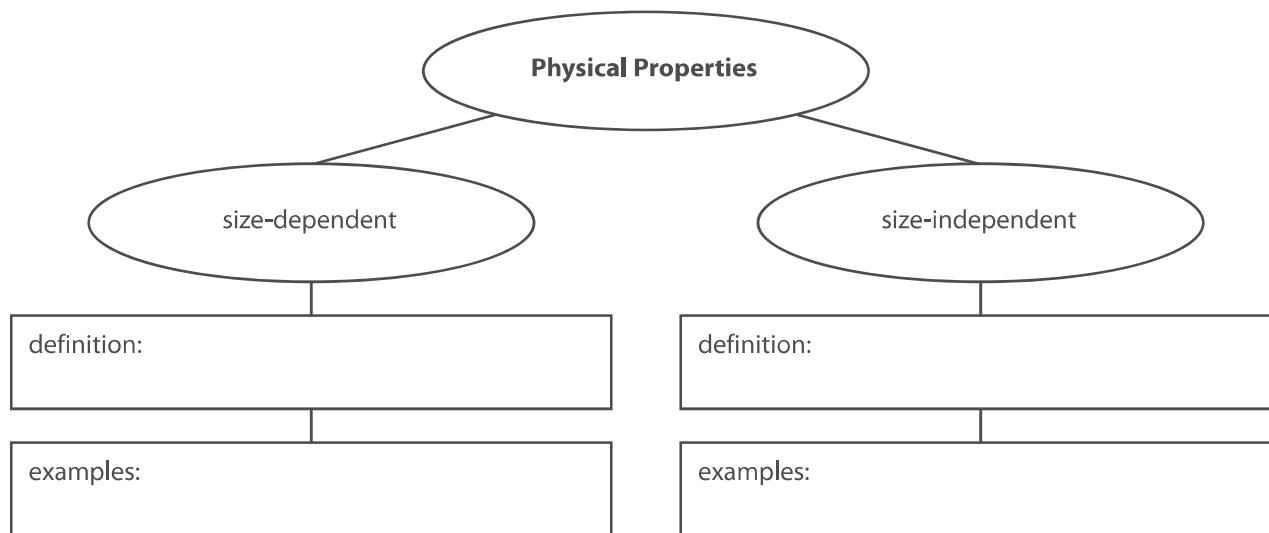 Physical Properties
size-dependent
size-independent
definition:
definition:
examples:
examples: